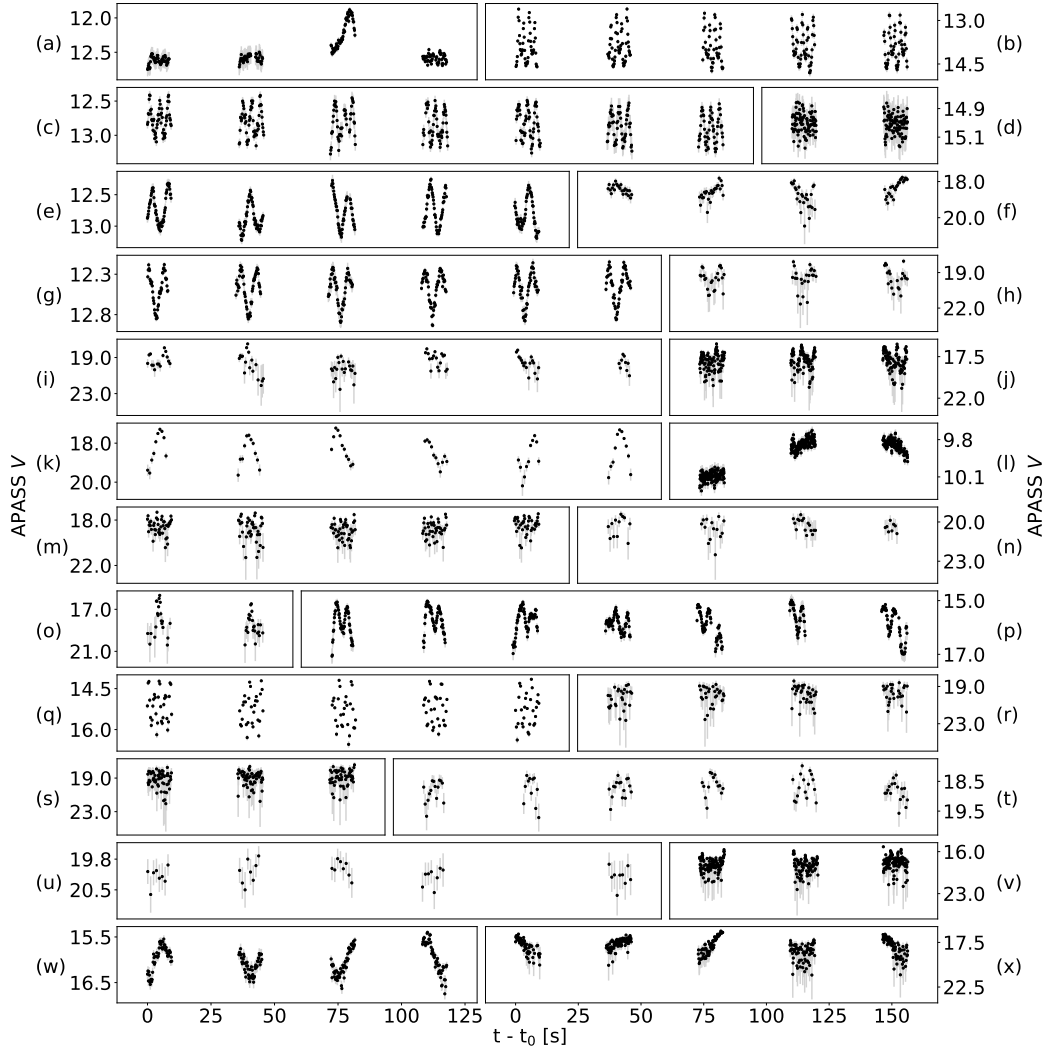 12.0 12.5 (a) 13.0 14.5 (b)
12.5 13.0 (c) 14.9 15.1 (d)
12.5 13.0 (e) 18.0 20.0 (f)
12.3 12.8 (g) 19.0 22.0 (h)
19.0 23.0 (i) 17.5 22.0 (j)
18.0 20.0 (k) 9.8 10.1 (l)
APASS V
APASS V
18.0 22.0 (m) 20.0 23.0 (n)
17.0 21.0 (o) 15.0 17.0 (p)
14.5 16.0 (q) 19.0 23.0 (r)
19.0 23.0 (s) 18.5 19.5 (t)
19.8 20.5 (u) 16.0 23.0 (v)
15.5 16.5 (w) 17.5 22.5 (x)
0 25 50 75 100 125 0 25 50 75 100 125 150
t - t₀ [s]